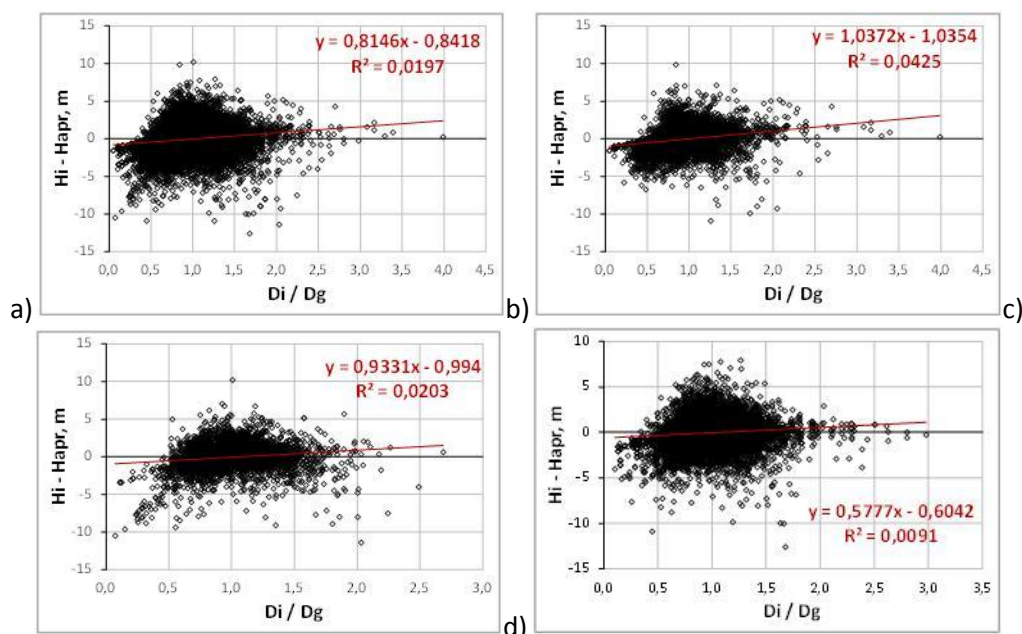 15
10
5
0
-5
-10
-15
Hi - Hapr, m
y = 0,8146x - 0,8418
R² = 0,0197
0,0 0,5 1,0 1,5 2,0 2,5 3,0 3,5 4,0 4,5
Di / Dg
a)
15
10
5
0
-5
-10
-15
Hi - Hapr, m
y = 1,0372x - 1,0354
R² = 0,0425
0,0 0,5 1,0 1,5 2,0 2,5 3,0 3,5 4,0 4,5
Di / Dg
b)
c)
15
10
5
0
-5
-10
-15
Hi - Hapr, m
y = 0,9331x - 0,994
R² = 0,0203
0,0 0,5 1,0 1,5 2,0 2,5 3,0
Di / Dg
d)
10
5
0
-5
-10
-15
Hi - Hapr, m
y = 0,5777x - 0,6042
R² = 0,0091
0,0 0,5 1,0 1,5 2,0 2,5 3,0 3,5
Di / Dg